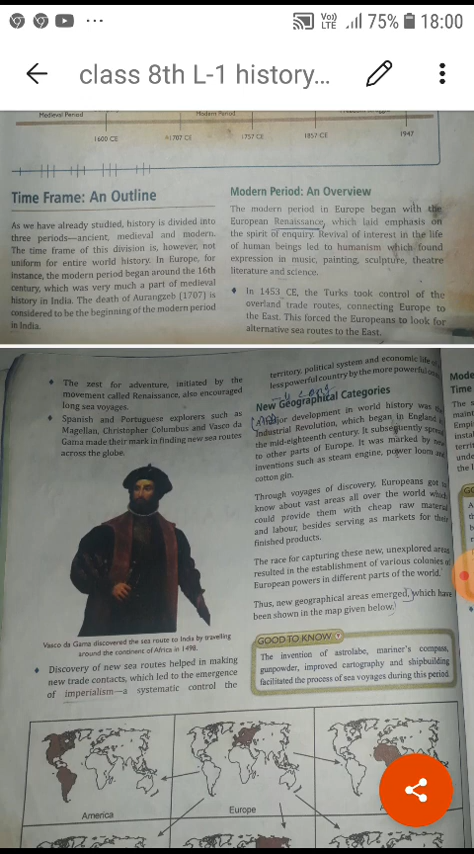 ... Vo)) LTE 75% 18:00
class 8th L-1 history...
Medieval Period Modern Period
1600 CE 1707 CE 1757 CE 1857 CE 1947
Time Frame: An Outline
As we have already studied, history is divided into
three periods—ancient, medieval and modern.
The time frame of this division is, however, not
uniform for entire world history. In Europe, for
instance, the modern period began around the 16th
century, which was very much a part of medieval
history in India. The death of Aurangzeb (1707) is
considered to be the beginning of the modern period
in India.
Modern Period: An Overview
The modern period in Europe began with the
European Renaissance, which laid emphasis on
the spirit of enquiry. Revival of interest in the life
of human beings led to humanism which found
expression in music, painting, sculpture, theatre
literature and science.
♦ In 1453 CE, the Turks took control of the
overland trade routes, connecting Europe to
the East. This forced the Europeans to look for
alternative sea routes to the East.
♦ The zest for adventure, initiated by the
movement called Renaissance, also encouraged
long sea voyages.
♦ Spanish and Portuguese explorers such as
Magellan, Christopher Columbus and Vasco da
Gama made their mark in finding new sea routes
across the globe.
Vasco da Gama discovered the sea route to India by travelling
around the continent of Africa in 1498.
♦ Discovery of new sea routes helped in making
new trade contacts, which led to the emergence
of imperialism—a systematic control the
territory, political system and economic life of
less powerful country by the more powerful
New Geographical Categories
major development in world history was the
Industrial Revolution, which began in England in
the mid-eighteenth century. It subsequently spread
to other parts of Europe. It was marked by new
inventions such as steam engine, power loom and
cotton gin.
Through voyages of discovery, Europeans got to
know about vast areas all over the world which
could provide them with cheap raw material
and labour, besides serving as markets for their
finished products.
The race for capturing these new, unexplored areas
resulted in the establishment of various colonies of
European powers in different parts of the world.
Thus, new geographical areas emerged, which have
been shown in the map given below.
GOOD TO KNOW
The invention of astrolabe, mariner's compass,
gunpowder, improved cartography and shipbuilding
facilitated the process of sea voyages during this period.
Mode
Time
The
America
Europe